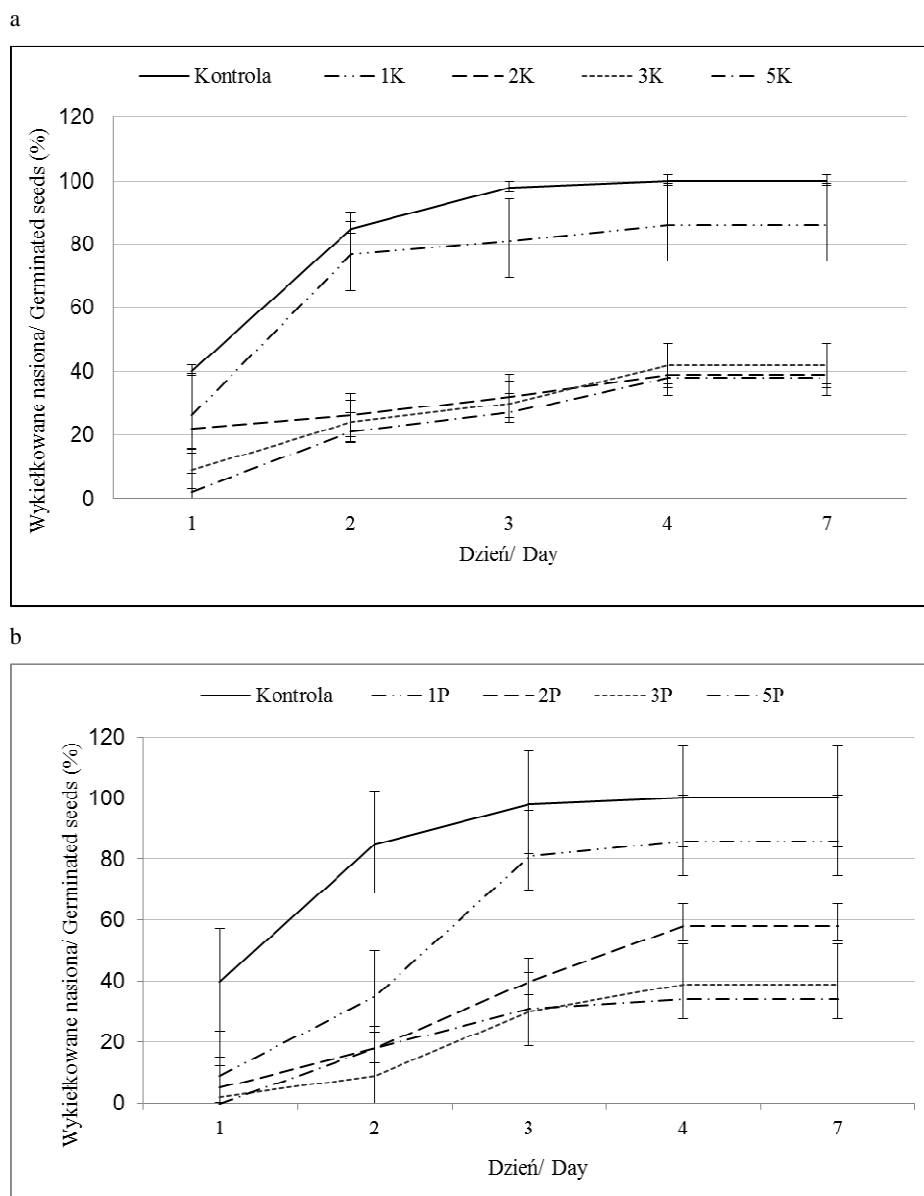 a
Kontrola 1K 2K 3K 5K
Wykiełkowane nasiona/ Germinated seeds (%)
120
100
80
60
40
20
0
1 2 3 4 7
Dzień/ Day
b
Kontrola 1P 2P 3P 5P
Wykiełkowane nasiona/ Germinated seeds (%)
120
100
80
60
40
20
0
1 2 3 4 7
Dzień/ Day